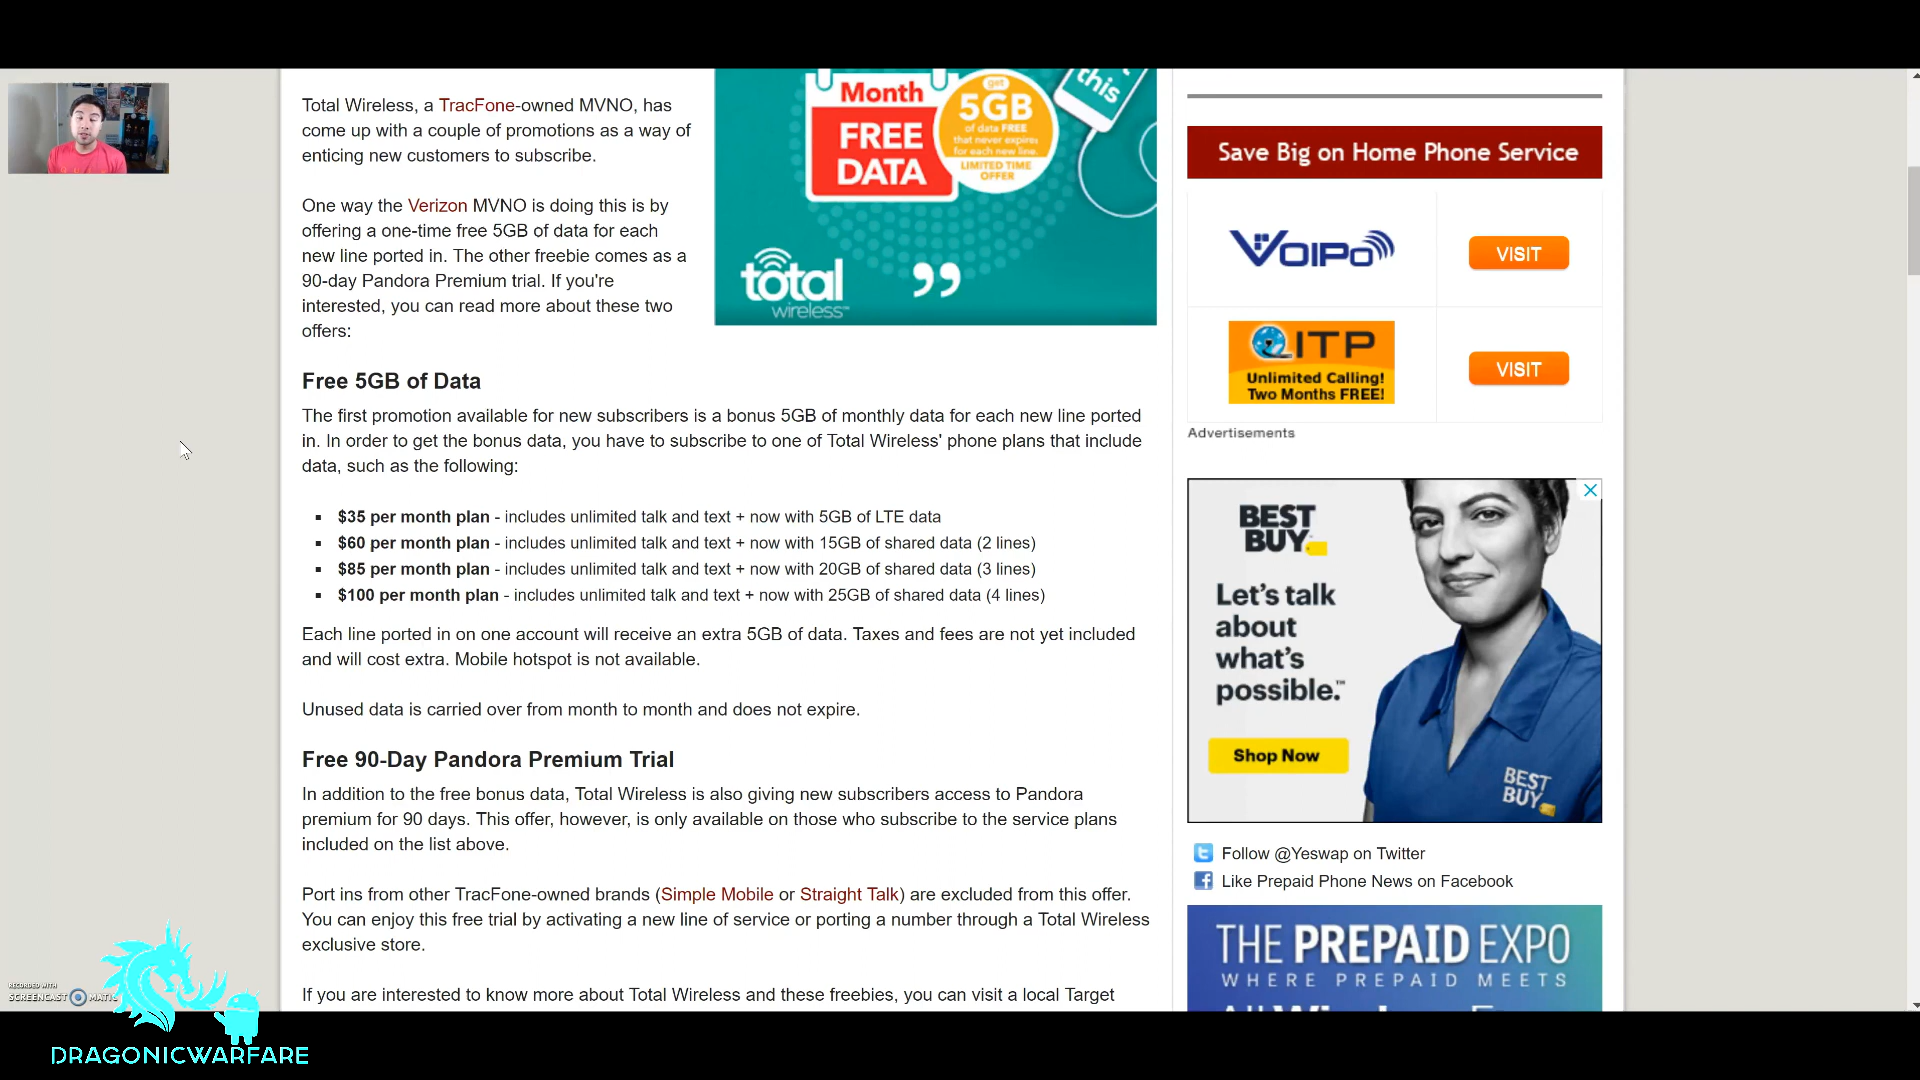 Total Wireless, a TracFone-owned MVNO, has
come up with a couple of promotions as a way of
enticing new customers to subscribe.
One way the Verizon MVNO is doing this is by
offering a one-time free 5GB of data for each
new line ported in. The other freebie comes as a
90-day Pandora Premium trial. If you're
interested, you can read more about these two
offers:
Month
FREE
DATA
get
5GB
of data FREE
that never expires
for each new line.
LIMITED TIME
OFFER
this
total
wireless
Free 5GB of Data
The first promotion available for new subscribers is a bonus 5GB of monthly data for each new line ported
in. In order to get the bonus data, you have to subscribe to one of Total Wireless' phone plans that include
data, such as the following:
▪ $35 per month plan - includes unlimited talk and text + now with 5GB of LTE data
▪ $60 per month plan - includes unlimited talk and text + now with 15GB of shared data (2 lines)
▪ $85 per month plan - includes unlimited talk and text + now with 20GB of shared data (3 lines)
▪ $100 per month plan - includes unlimited talk and text + now with 25GB of shared data (4 lines)
Each line ported in on one account will receive an extra 5GB of data. Taxes and fees are not yet included
and will cost extra. Mobile hotspot is not available.
Unused data is carried over from month to month and does not expire.
Free 90-Day Pandora Premium Trial
In addition to the free bonus data, Total Wireless is also giving new subscribers access to Pandora
premium for 90 days. This offer, however, is only available on those who subscribe to the service plans
included on the list above.
Port ins from other TracFone-owned brands (Simple Mobile or Straight Talk) are excluded from this offer.
You can enjoy this free trial by activating a new line of service or porting a number through a Total Wireless
exclusive store.
If you are interested to know more about Total Wireless and these freebies, you can visit a local Target
Save Big on Home Phone Service
VOIPo
VISIT
ITP
Unlimited Calling!
Two Months FREE!
VISIT
Advertisements
BEST
BUY
Let's talk
about
what's
possible.™
Shop Now
BEST
BUY
Follow @Yeswap on Twitter
Like Prepaid Phone News on Facebook
THE PREPAID EXPO
WHERE PREPAID MEETS
RECORDED WITH
SCREENCAST MATIC
DRAGONICWARFARE